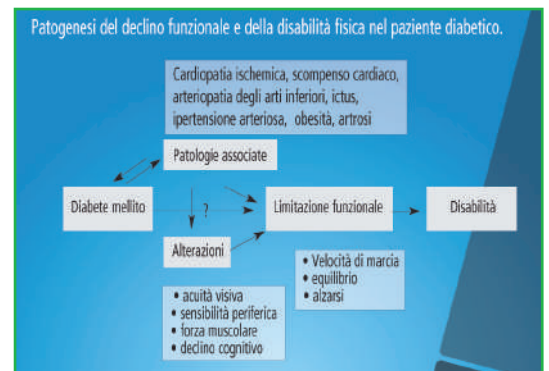 Patogenesi del declino funzionale e della disabilità fisica nel paziente diabetico.
Cardiopatia ischemica, scompenso cardiaco,
arteriopatia degli arti inferiori, ictus,
ipertensione arteriosa, obesità, artrosi
Patologie associate
Diabete mellito
?
Limitazione funzionale
Disabilità
Alterazioni
• Velocità di marcia
• equilibrio
• alzarsi
• acuità visiva
• sensibilità periferica
• forza muscolare
• declino cognitivo